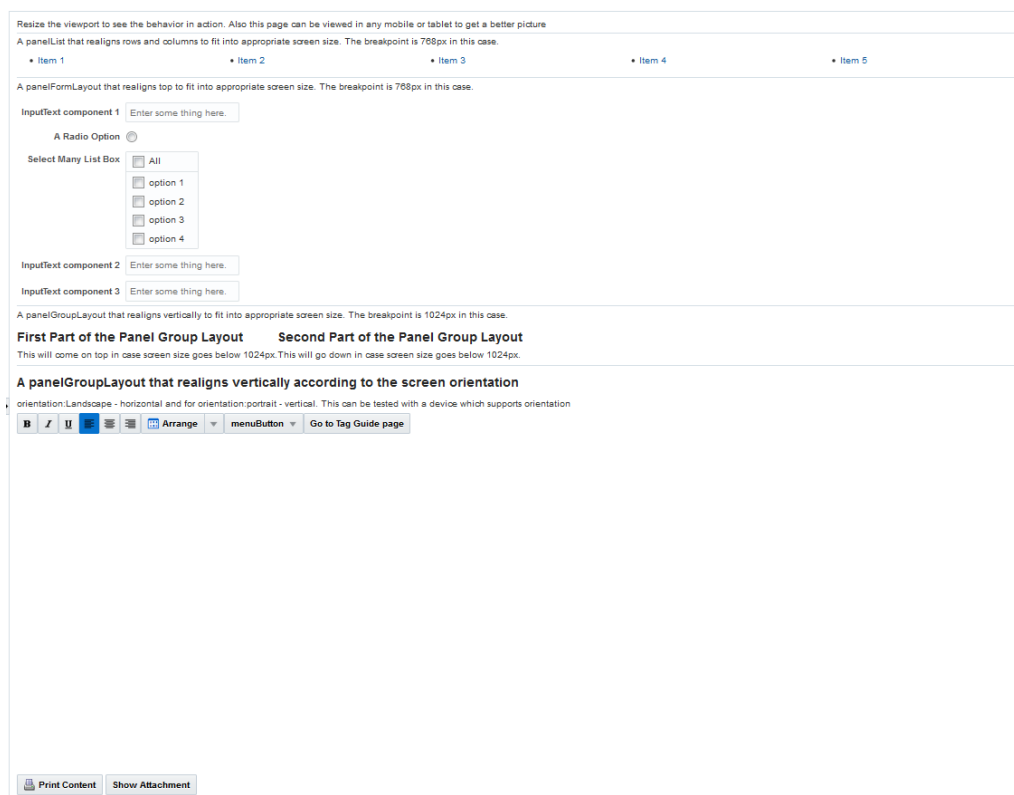 Resize the viewport to see the behavior in action. Also this page can be viewed in any mobile or tablet to get a better picture
A panelList that realigns rows and columns to fit into appropriate screen size. The breakpoint is 768px in this case.
• Item 1 • Item 2 • Item 3 • Item 4 • Item 5
A panelFormLayout that realigns top to fit into appropriate screen size. The breakpoint is 768px in this case.
InputText component 1 Enter some thing here.
A Radio Option
Select Many List Box All
option 1
option 2
option 3
option 4
InputText component 2 Enter some thing here.
InputText component 3 Enter some thing here.
A panelGroupLayout that realigns vertically to fit into appropriate screen size. The breakpoint is 1024px in this case.
First Part of the Panel Group Layout Second Part of the Panel Group Layout
This will come on top in case screen size goes below 1024px. This will go down in case screen size goes below 1024px.
A panelGroupLayout that realigns vertically according to the screen orientation
orientation:Landscape - horizontal and for orientation:portrait - vertical. This can be tested with a device which supports orientation
B I U Arrange menuButton Go to Tag Guide page
Print Content Show Attachment